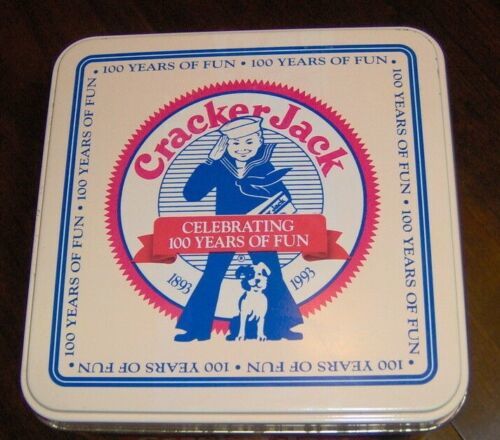 • 100 YEARS OF FUN • 100 YEARS OF FUN •
100 YEARS OF FUN • 100 YEARS OF FUN
100 YEARS OF FUN • 100 YEARS OF FUN
Cracker Jack
CELEBRATING
100 YEARS OF FUN
1893
1993
• 100 YEARS OF FUN • 100 YEARS OF FUN •